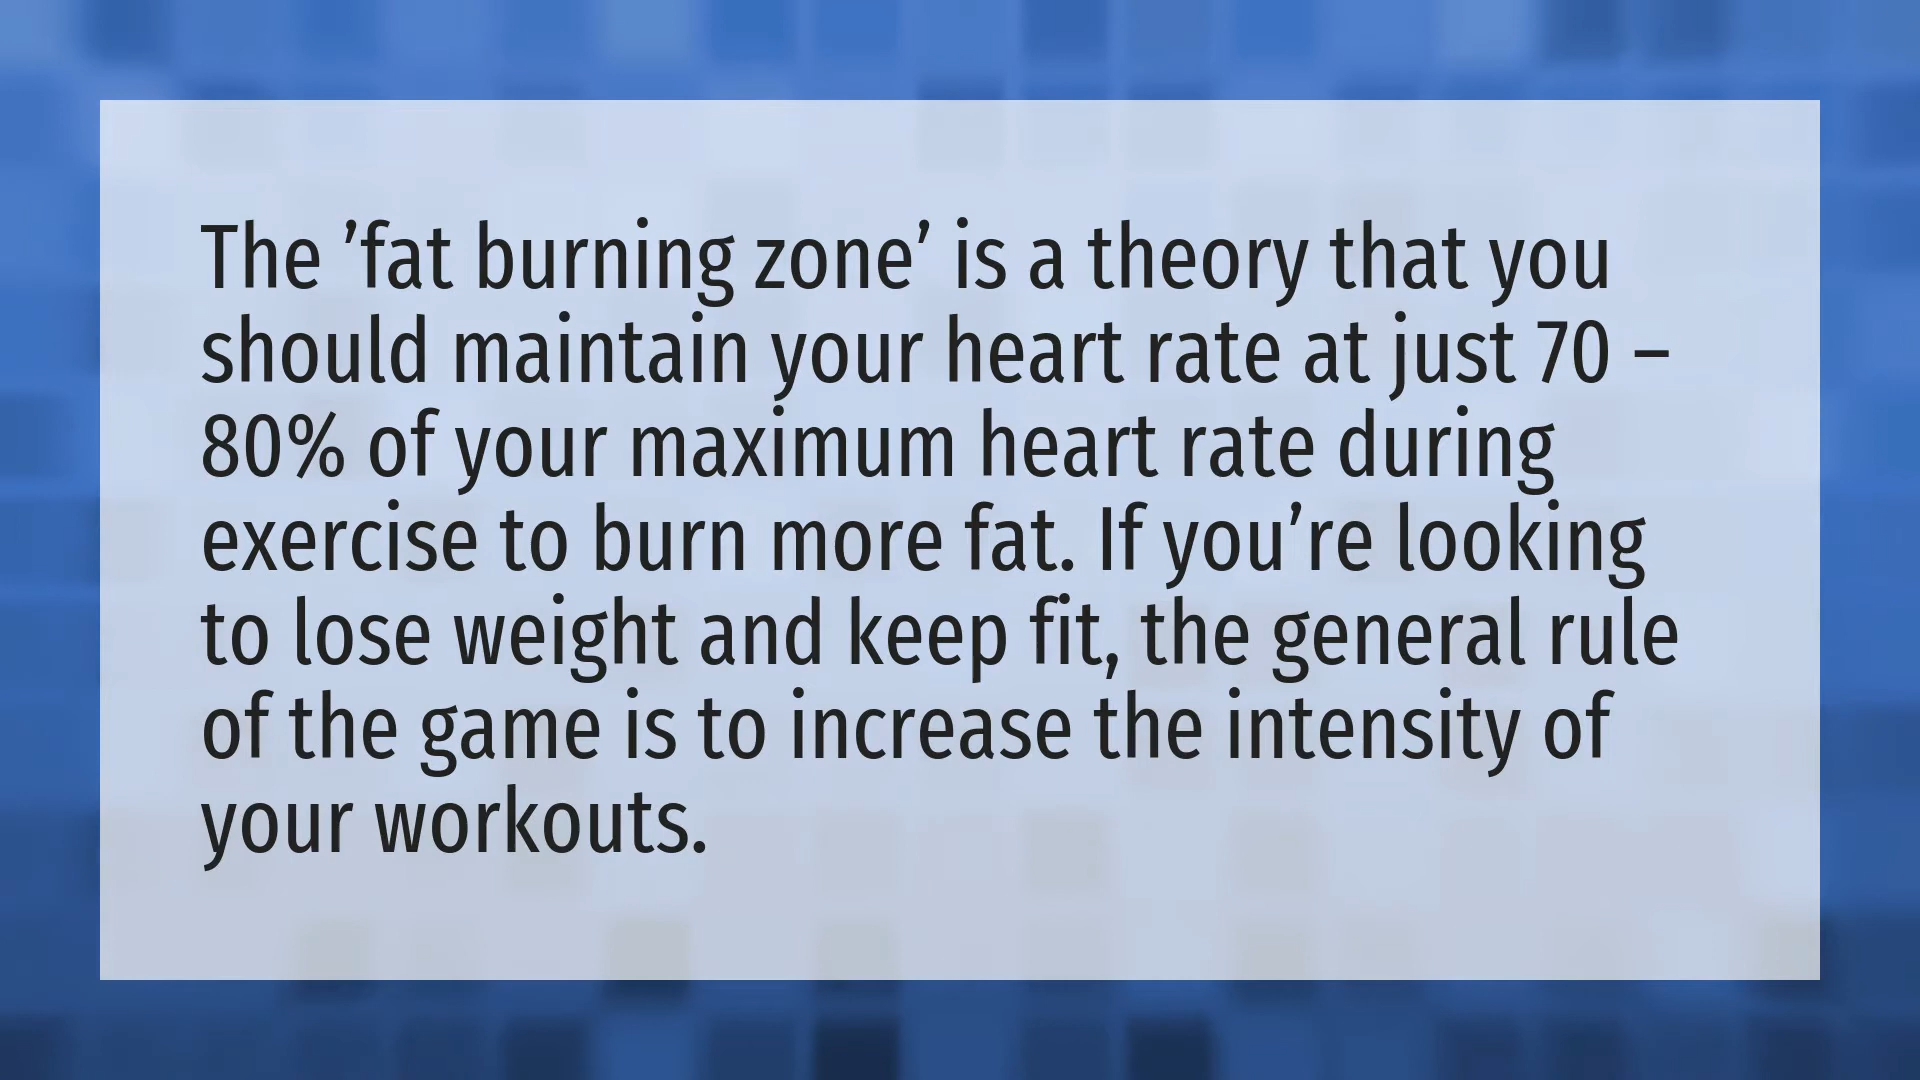 The ’fat burning zone’ is a theory that you
should maintain your heart rate at just 70 –
80% of your maximum heart rate during
exercise to burn more fat. If you’re looking
to lose weight and keep fit, the general rule
of the game is to increase the intensity of
your workouts.